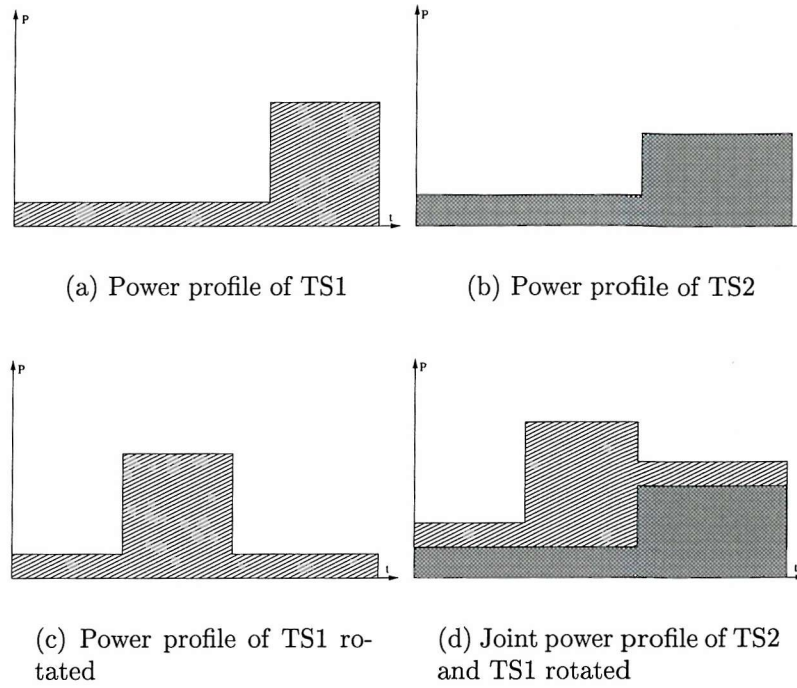 P
P
t
t
(a) Power profile of TS1
(b) Power profile of TS2
P
P
t
t
(c) Power profile of TS1 ro-
tated
(d) Joint power profile of TS2
and TS1 rotated